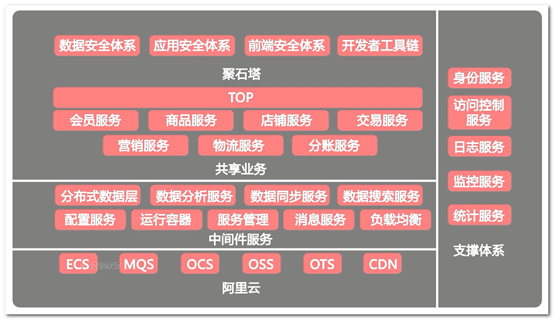 数据安全体系 应用安全体系 前端安全体系 开发者工具链
聚石塔
TOP
会员服务 商品服务 店铺服务 交易服务
营销服务 物流服务 分账服务
共享业务
分布式数据层 数据分析服务 数据同步服务 数据搜索服务
配置服务 运行容器 服务管理 消息服务 负载均衡
中间件服务
ECS MQS OCS OSS OTS CDN
阿里云
身份服务
访问控制
服务
日志服务
监控服务
统计服务
支撑体系